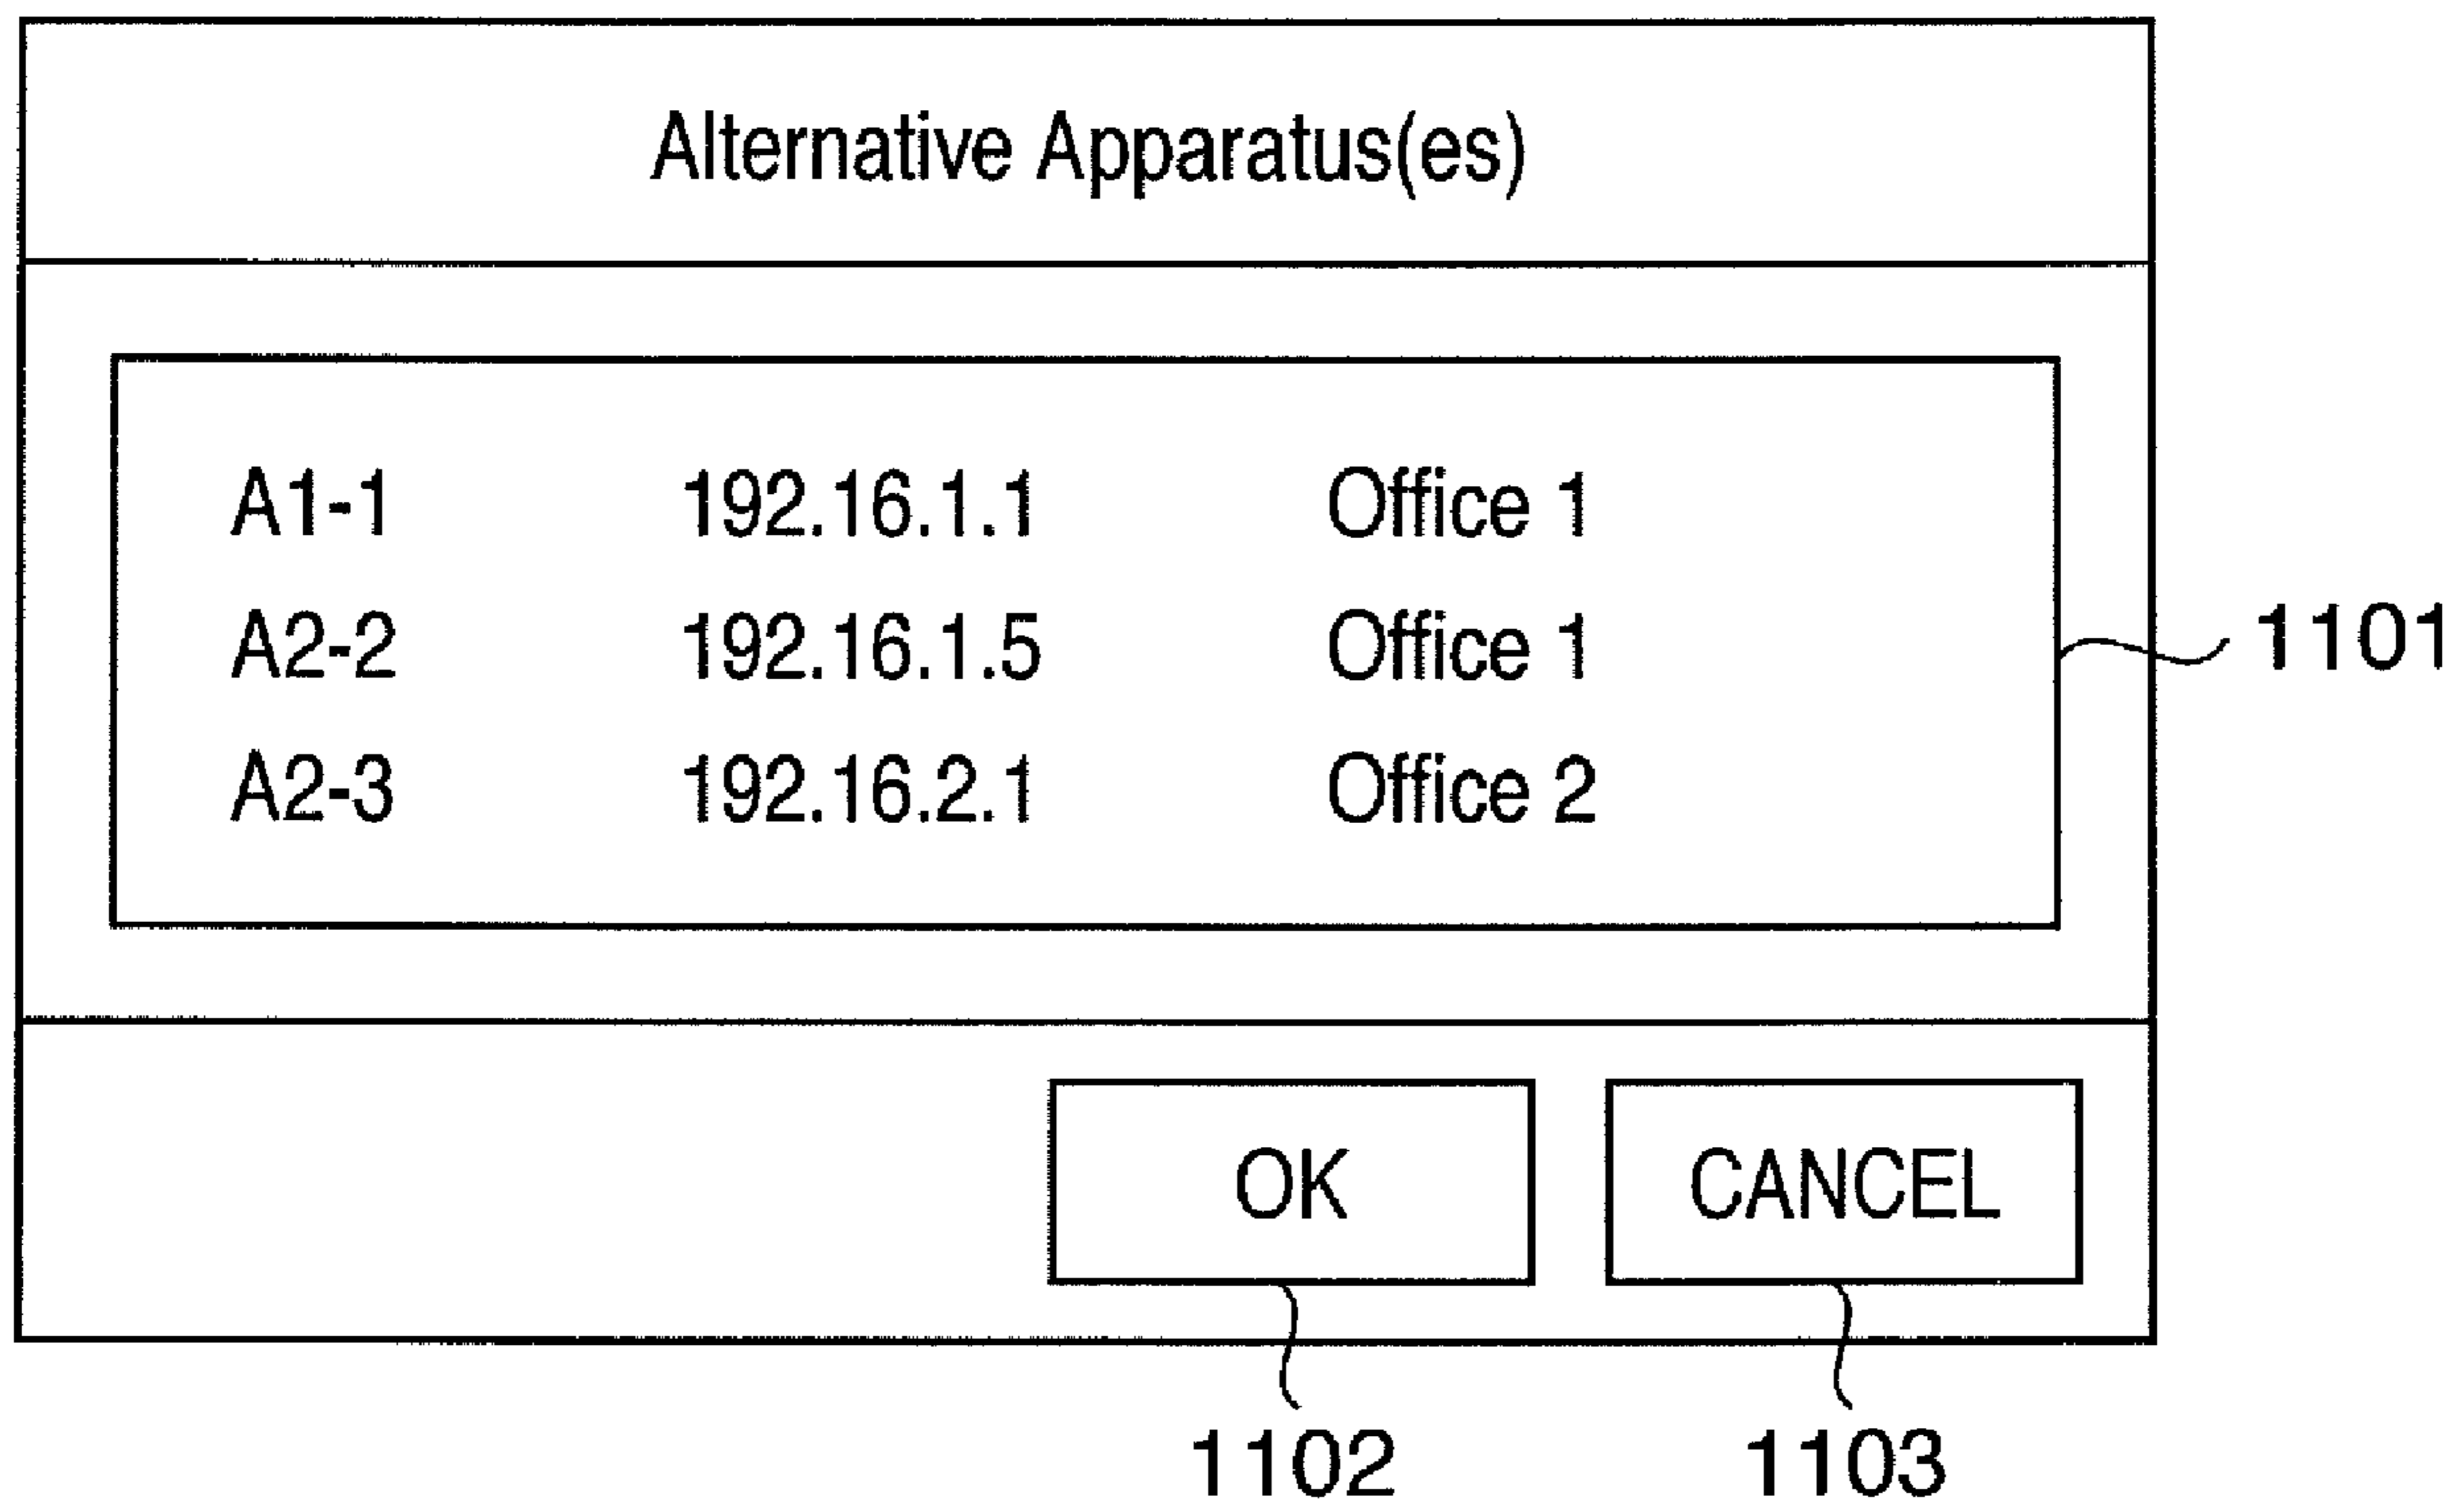 Alternative Apparatus(es)
A1-1 192.16.1.1 Office 1
A2-2 192.16.1.5 Office 1
A2-3 192.16.2.1 Office 2
1101
OK CANCEL
1102 1103